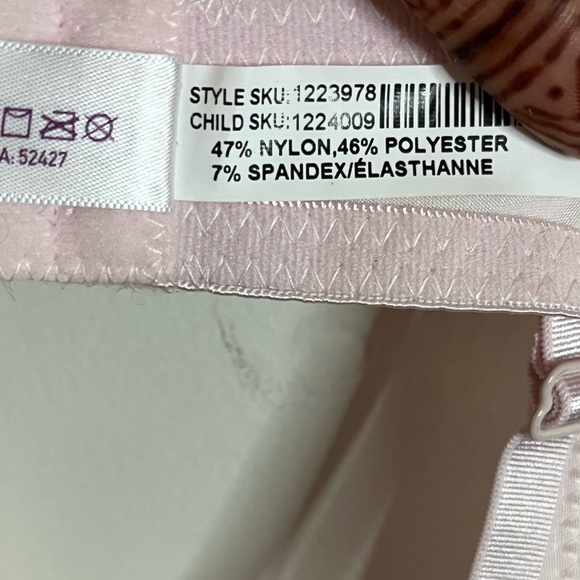 A: 52427
STYLE SKU:1223978
CHILD SKU:1224009
47% NYLON,46% POLYESTER
7% SPANDEX/ÉLASTHANNE